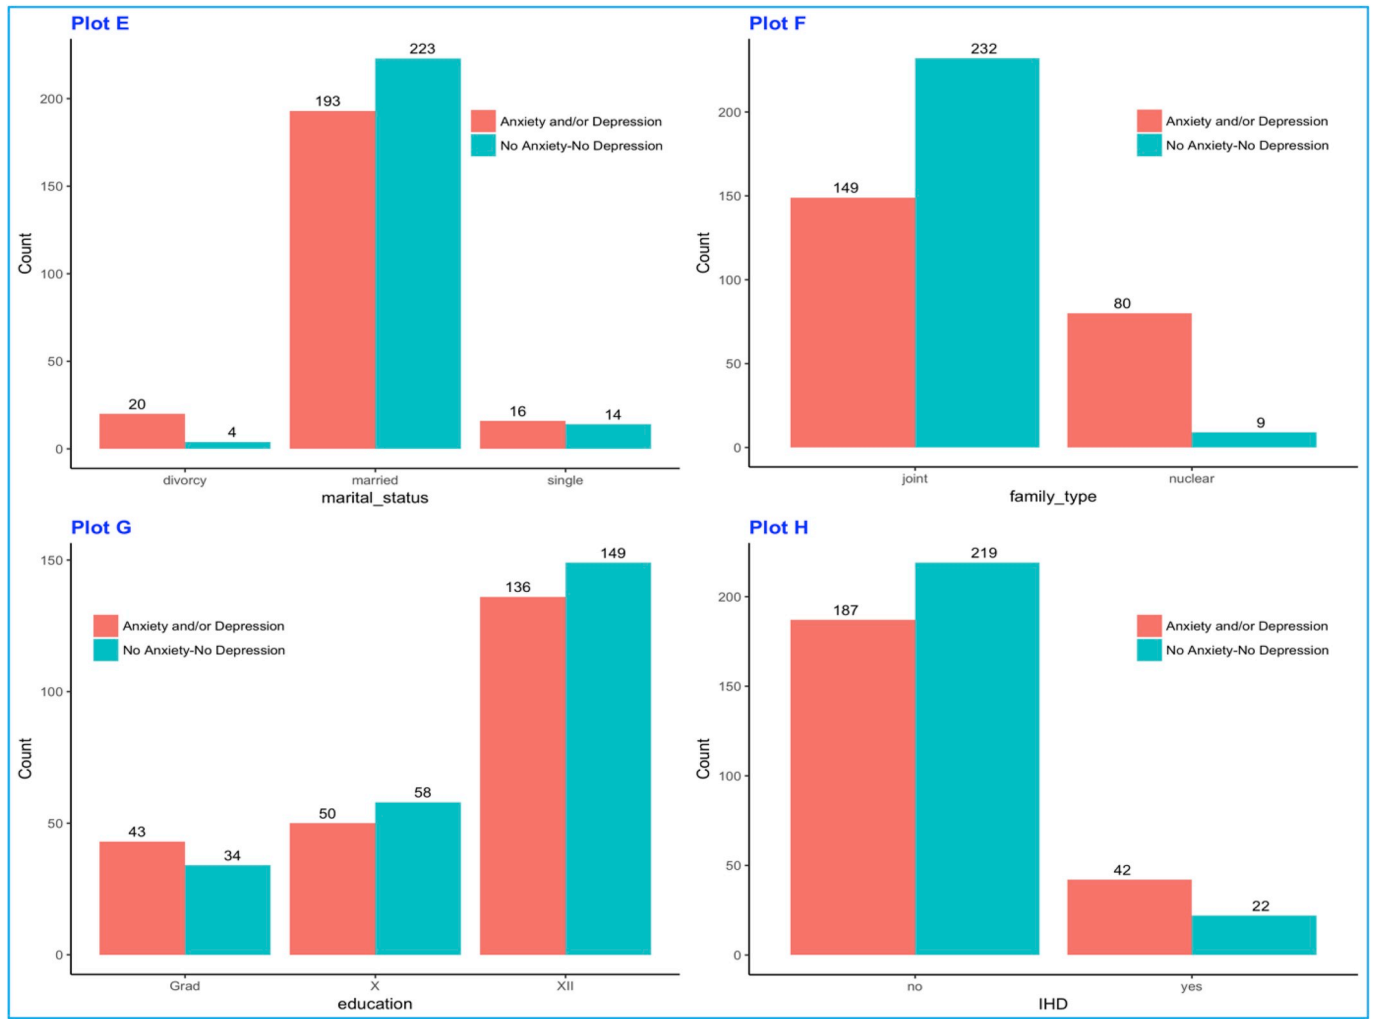 Plot E
223
193
200
150
100
50
0
Count
Anxiety and/or Depression
No Anxiety-No Depression
20
4
16
14
divorcy married single
marital_status
Plot F
232
149
80
9
200
150
100
50
0
Count
Anxiety and/or Depression
No Anxiety-No Depression
joint nuclear
family_type
Plot G
150
100
50
0
Count
Anxiety and/or Depression
No Anxiety-No Depression
149
136
58
50
43
34
Grad X XII
education
Plot H
219
187
42
22
200
150
100
50
0
Count
Anxiety and/or Depression
No Anxiety-No Depression
no yes
IHD